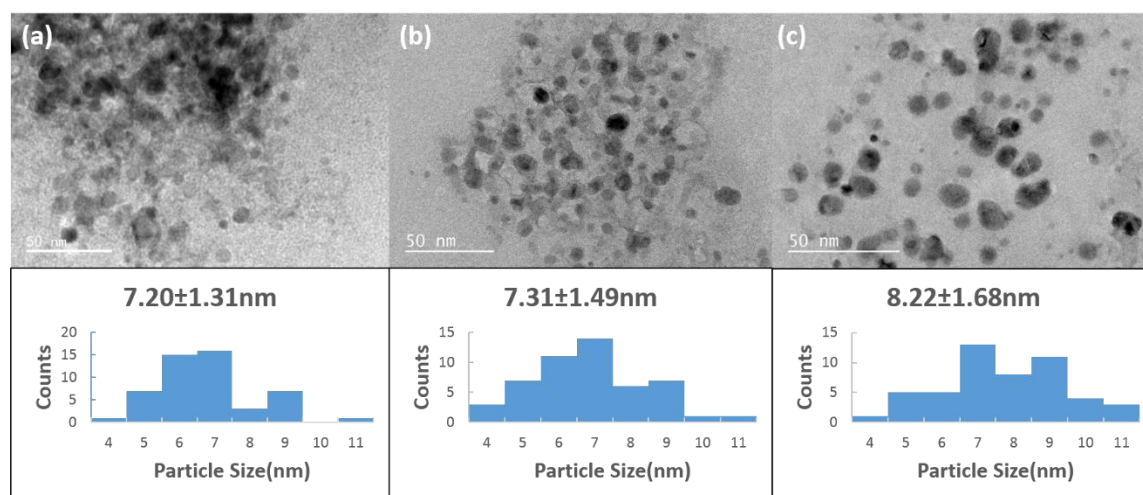 (a)
(b)
(c)
50 nm
50 nm
50 nm
7.20±1.31nm
20
15
10
5
0
Counts
4 5 6 7 8 9 10 11
Particle Size(nm)
7.31±1.49nm
15
10
5
0
Counts
4 5 6 7 8 9 10 11
Particle Size(nm)
8.22±1.68nm
15
10
5
0
Counts
4 5 6 7 8 9 10 11
Particle Size(nm)